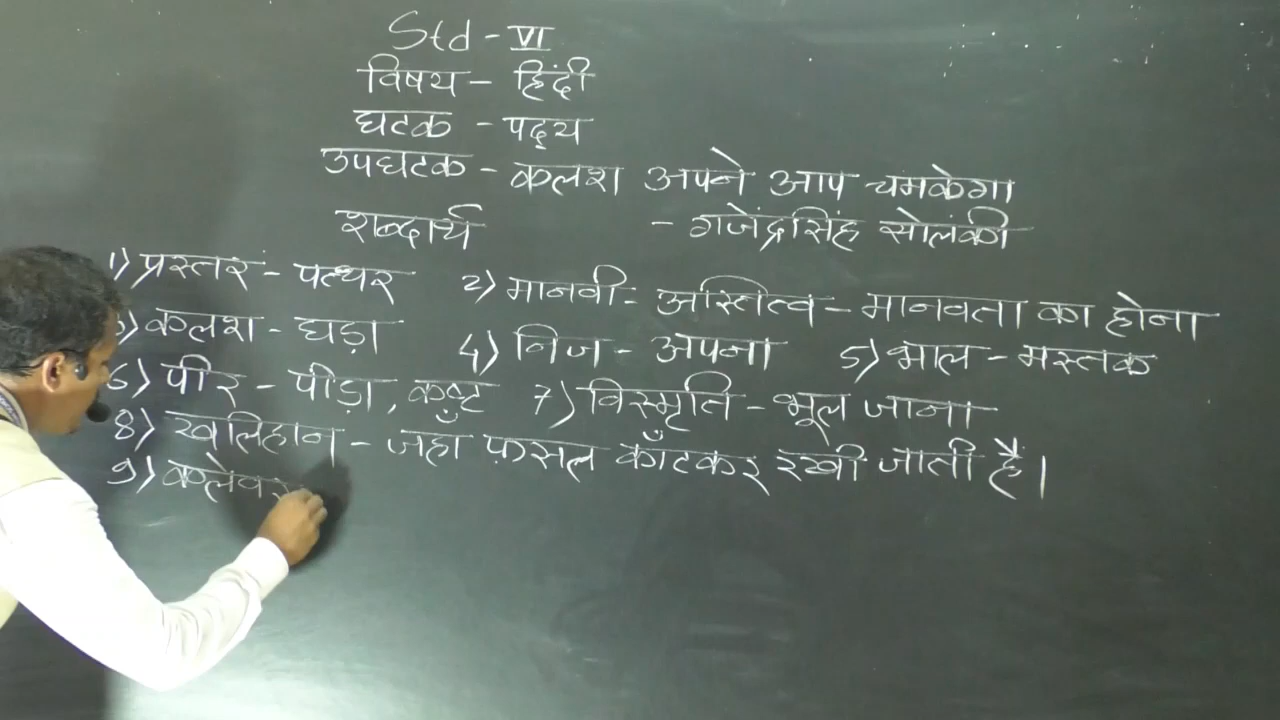 Std - VI
विषय - हिंदी
घटक - पद्य
उपघटक - कलश अपने आप चमकेगा
शब्दार्थ - गजेंद्रसिंह सोलंकी
1) प्रस्तर - पत्थर 2) मानवी - अस्तित्व - मानवता का होना
3) कलश - घड़ा 4) निज - अपना 5) भाल - मस्तक
6) पीर - पीड़ा, कष्ट 7) विस्मृति - भूल जाना
8) खलिहान - जहाँ फ़सल काँटकर रखी जाती है।
9) कलेवर